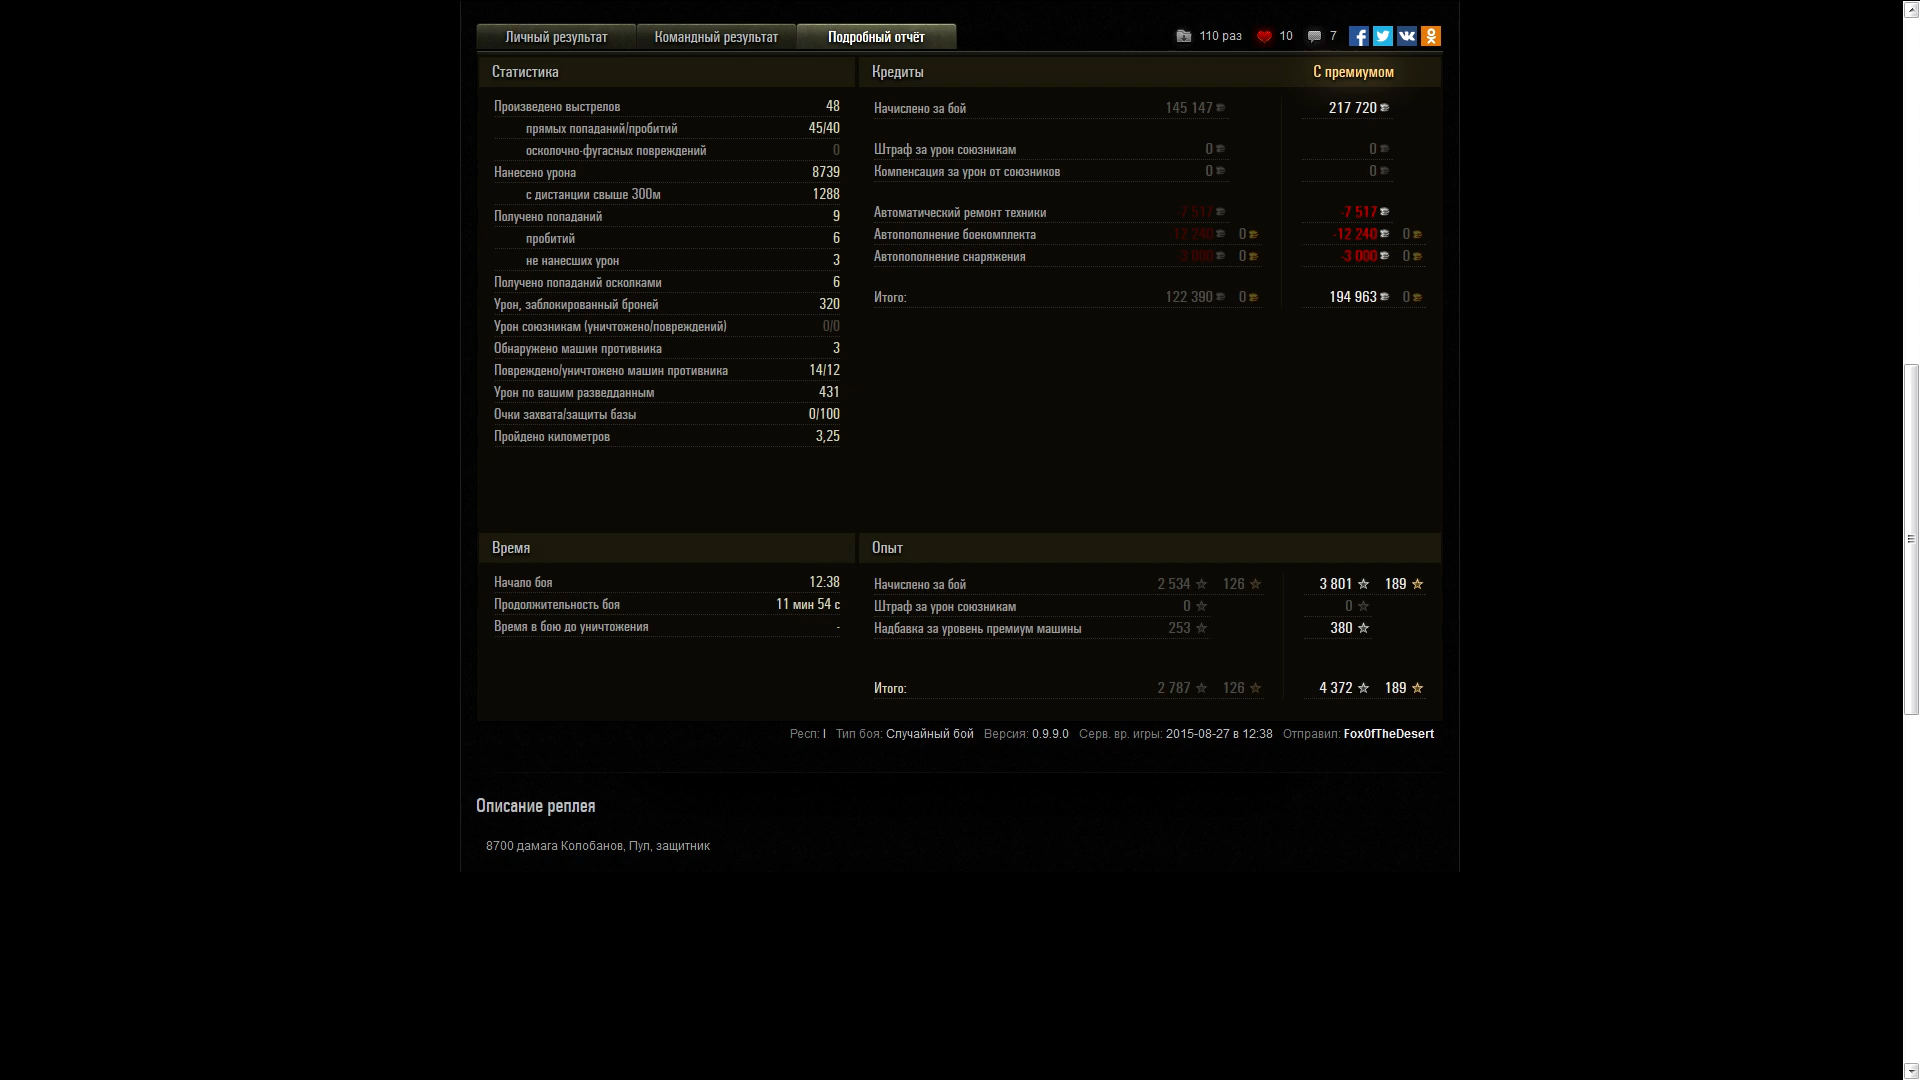 Личный результат Командный результат Подробный отчёт 110 раз 10 7
Статистика
Произведено выстрелов 48
прямых попаданий/пробитий 45/40
осколочно-фугасных повреждений 0
Нанесено урона 8739
с дистанции свыше 300м 1288
Получено попаданий 9
пробитий 6
не нанесших урон 3
Получено попаданий осколками 6
Урон, заблокированный броней 320
Урон союзникам (уничтожено/повреждений) 0/0
Обнаружено машин противника 3
Повреждено/уничтожено машин противника 14/12
Урон по вашим разведданным 431
Очки захвата/защиты базы 0/100
Пройдено километров 3,25
Кредиты С премиумом
Начислено за бой 145 147 217 720
Штраф за урон союзникам 0 0
Компенсация за урон от союзников 0 0
Автоматический ремонт техники -7 517 -7 517
Автопополнение боекомплекта -12 240 0 -12 240 0
Автопополнение снаряжения -3 000 0 -3 000 0
Итого: 122 390 0 194 963 0
Время
Начало боя 12:38
Продолжительность боя 11 мин 54 с
Время в бою до уничтожения -
Опыт
Начислено за бой 2 534 126 3 801 189
Штраф за урон союзникам 0 0
Надбавка за уровень премиум машины 253 380
Итого: 2 787 126 4 372 189
Респ: I Тип боя: Случайный бой Версия: 0.9.9.0 Серв. вр. игры: 2015-08-27 в 12:38 Отправил: Fox0fTheDesert
Описание реплея
8700 дамага Колобанов, Пул, защитник